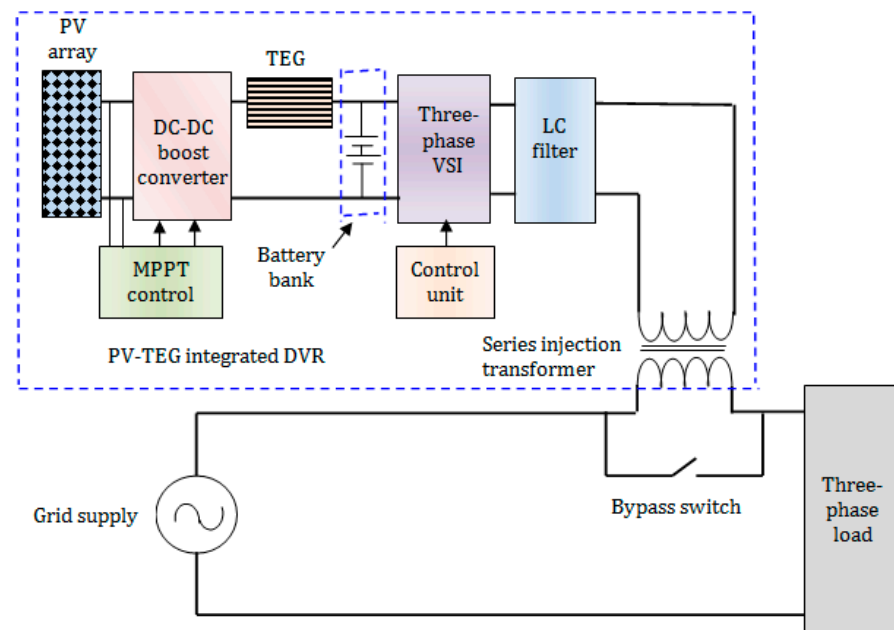 PV
array
TEG
DC-DC
boost
converter
Three-
phase
VSI
LC
filter
MPPT
control
Battery
bank
Control
unit
PV-TEG integrated DVR
Series injection
transformer
Grid supply
Bypass switch
Three-
phase
load